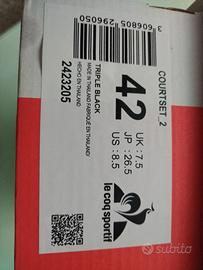 COURTSET_2
42
UK : 7.5
JP : 26.5
US : 8.5
le coq sportif
3 606805 296050
TRIPLE BLACK
MADE IN THAILAND/FABRIQUÉ EN THAILAND/
HECHO EN THAILAND
2423205
subito